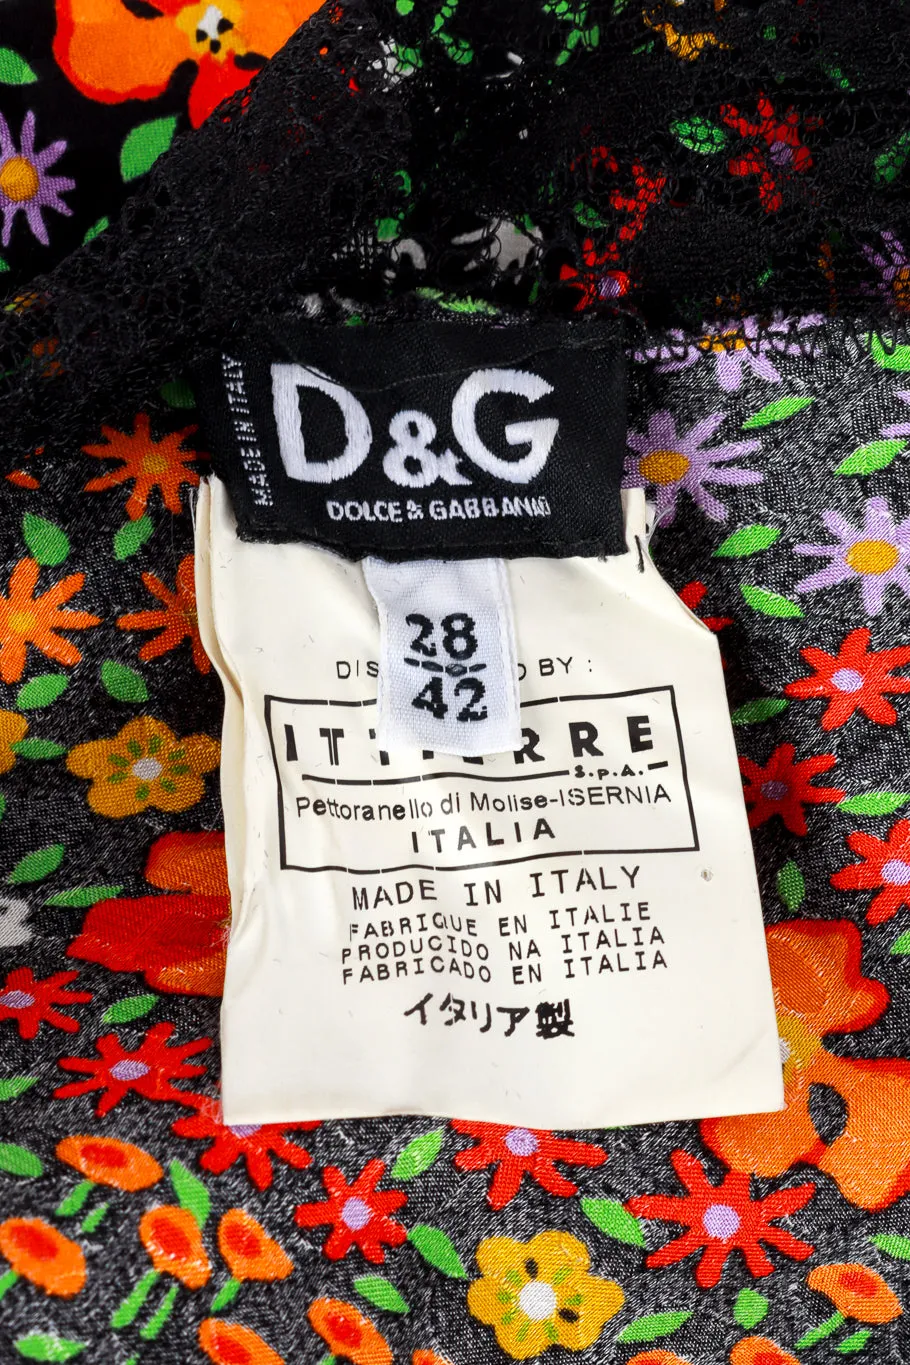 MADE IN ITALY
D&G
DOLCE & GABBANA
28
42
BY :
S.p.A.
Pettoranello di Molise-ISERNIA
ITALIA
MADE IN ITALY
FABRIQUE EN ITALIE
PRODUCIDO NA ITALIA
FABRICADO EN ITALIA
イタリア製